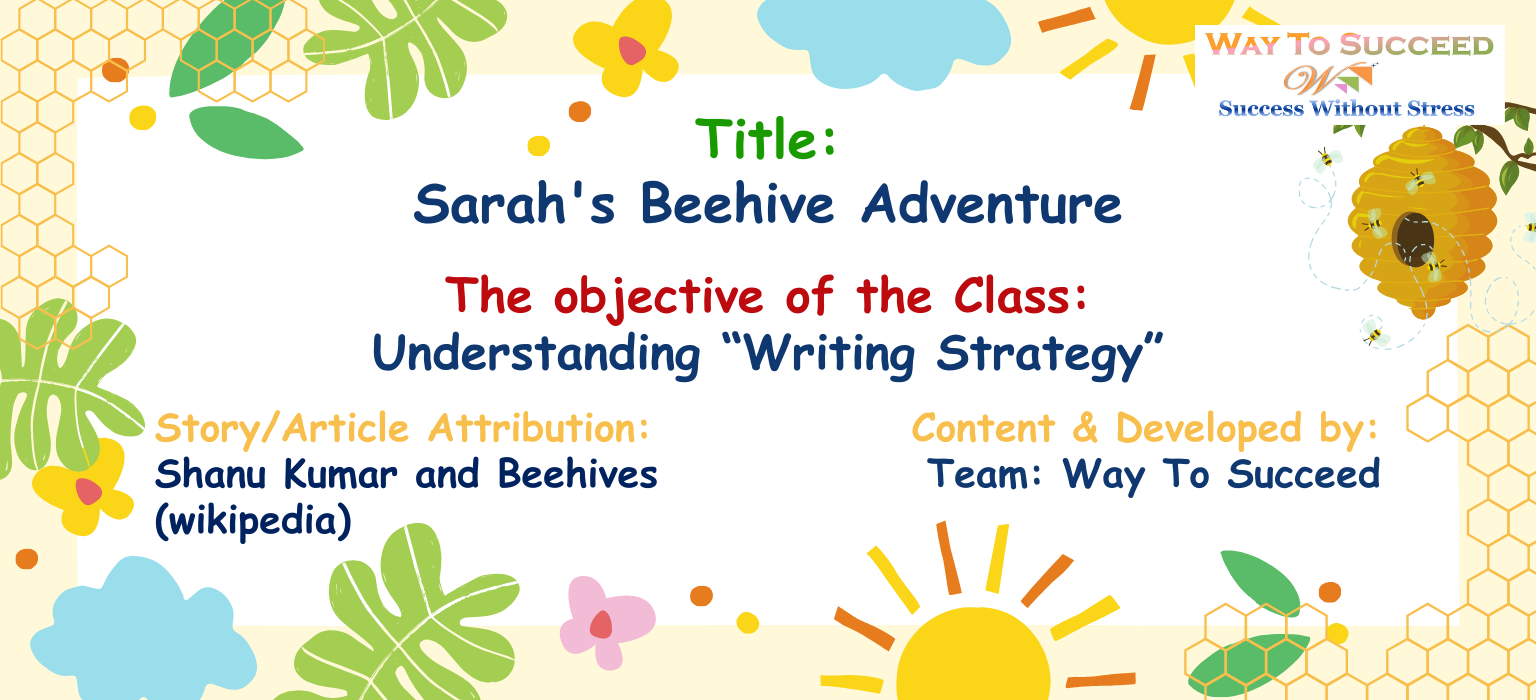 WAY TO SUCCEED
W
Success Without Stress
Title:
Sarah's Beehive Adventure
The objective of the Class:
Understanding “Writing Strategy”
Story/Article Attribution:
Shanu Kumar and Beehives
(wikipedia)
Content & Developed by:
Team: Way To Succeed